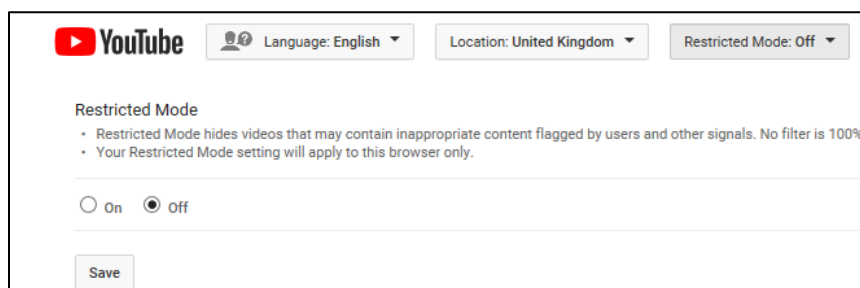 YouTube Language: English Location: United Kingdom Restricted Mode: Off
Restricted Mode
• Restricted Mode hides videos that may contain inappropriate content flagged by users and other signals. No filter is 100%
• Your Restricted Mode setting will apply to this browser only.
On Off
Save